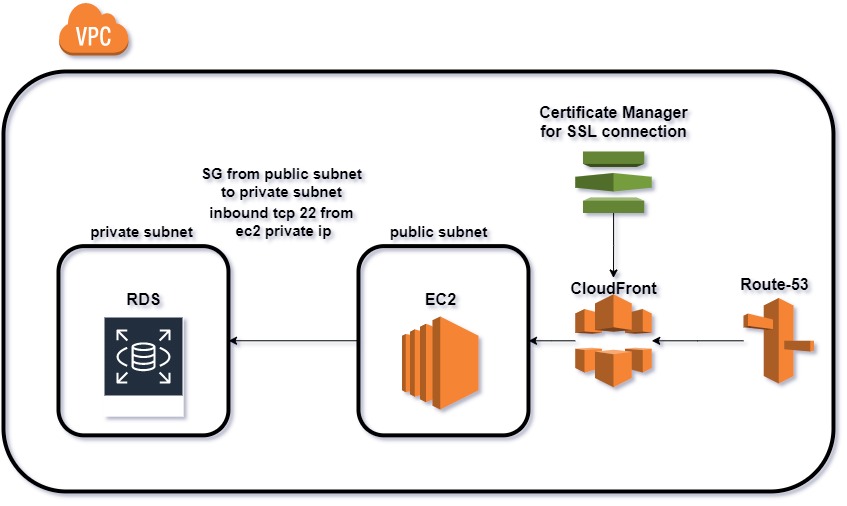 VPC
Certificate Manager
for SSL connection
SG from public subnet
to private subnet
inbound tcp 22 from
ec2 private ip
private subnet
public subnet
RDS
EC2
CloudFront
Route-53